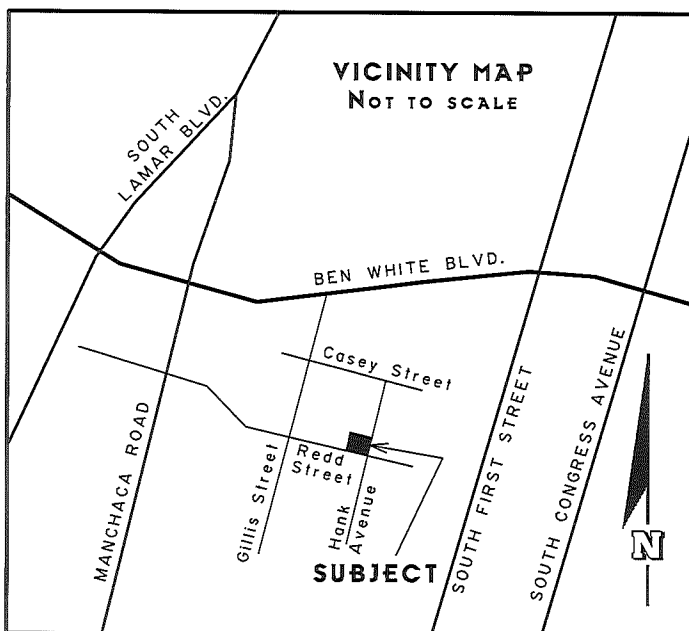 VICINITY MAP
NOT TO SCALE
SOUTH
LAMAR BLVD.
BEN WHITE BLVD.
Casey Street
MANCHACA ROAD
Gillis Street
Redd
Street
Hank
Avenue
SUBJECT
SOUTH FIRST STREET
SOUTH CONGRESS AVENUE
N